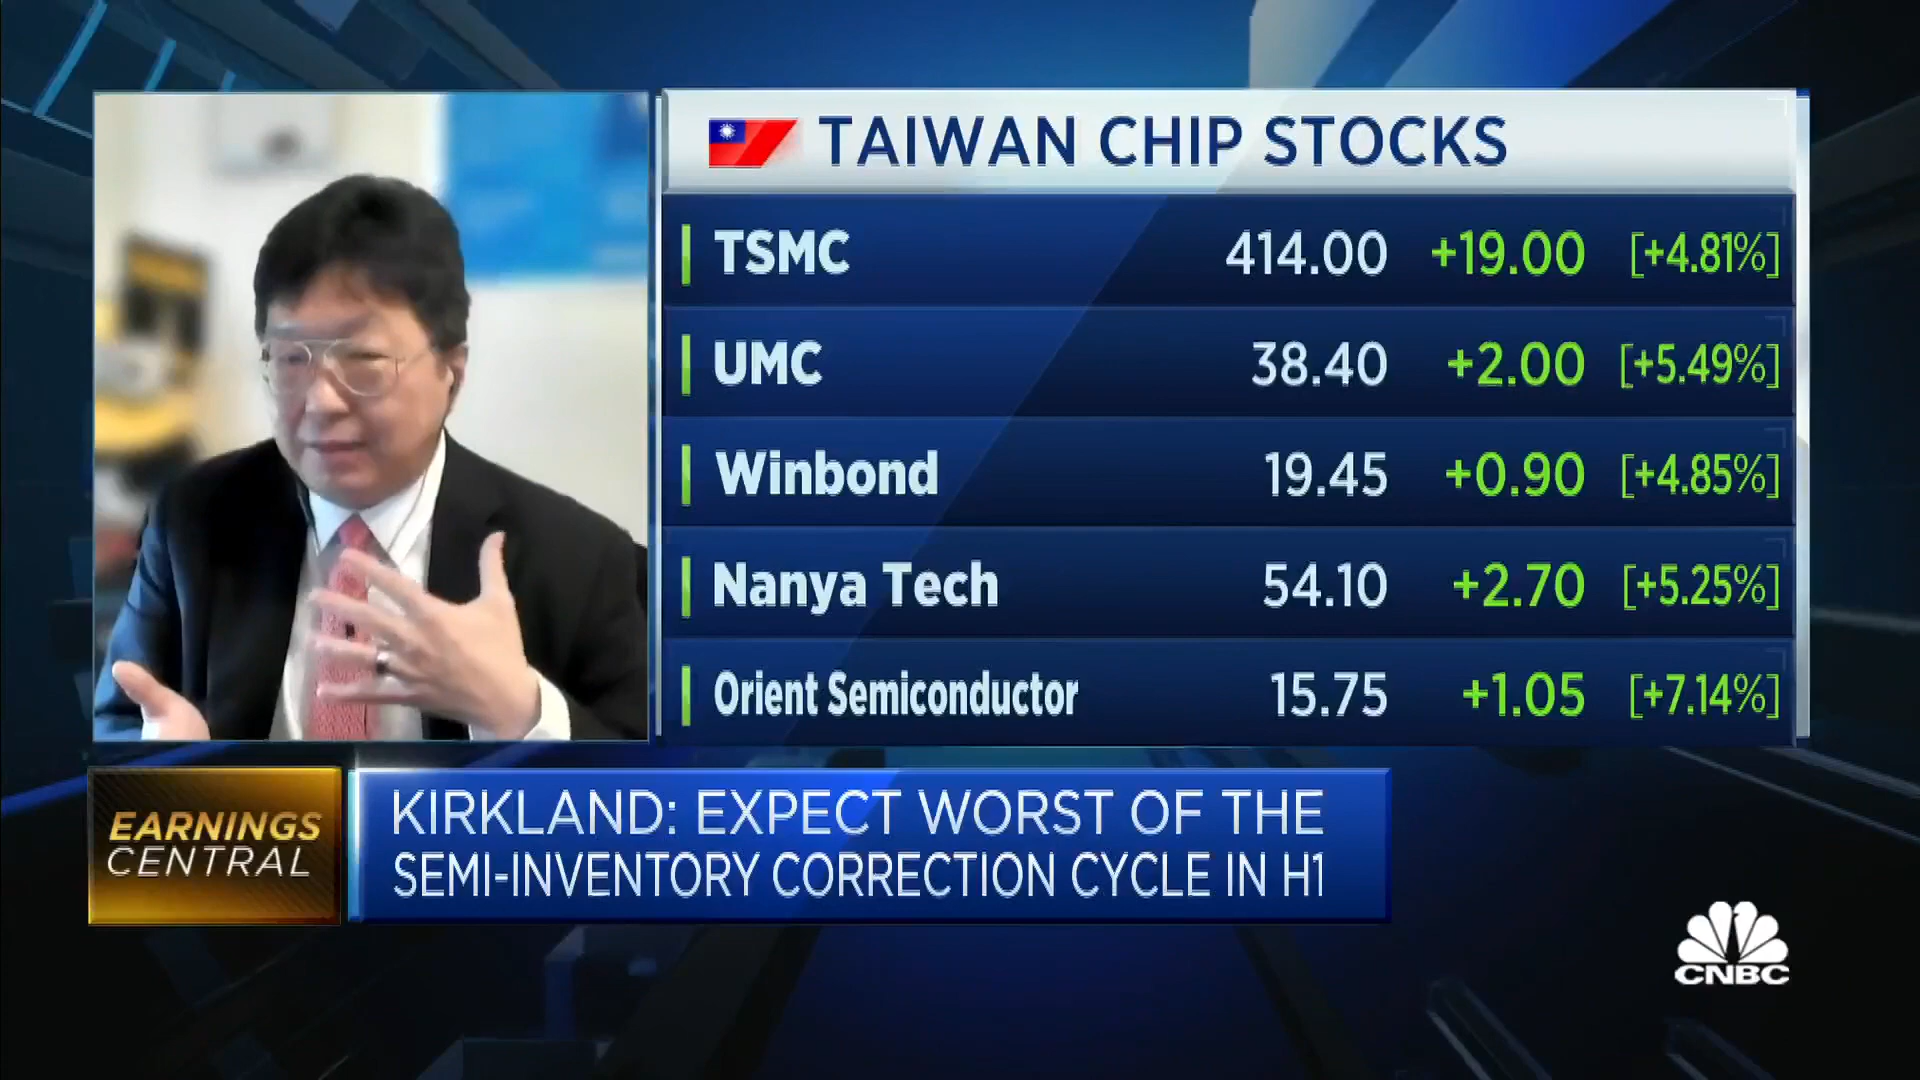 TAIWAN CHIP STOCKS
TSMC 414.00 +19.00 [+4.81%]
UMC 38.40 +2.00 [+5.49%]
Winbond 19.45 +0.90 [+4.85%]
Nanya Tech 54.10 +2.70 [+5.25%]
Orient Semiconductor 15.75 +1.05 [+7.14%]
EARNINGS
CENTRAL
KIRKLAND: EXPECT WORST OF THE
SEMI-INVENTORY CORRECTION CYCLE IN H1
CNBC